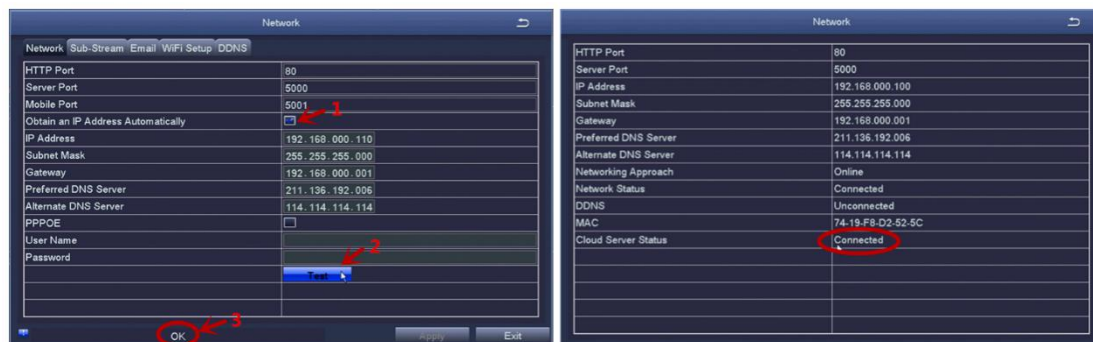 Network
Network Sub-Stream Email WiFi Setup DDNS
HTTP Port 80
Server Port 5000
Mobile Port 5001
1
Obtain an IP Address Automatically
IP Address 192.168.000.110
Subnet Mask 255.255.255.000
Gateway 192.168.000.001
Preferred DNS Server 211.136.192.006
Alternate DNS Server 114.114.114.114
PPPOE
User Name
2
Password
Test
3
OK Apply Exit
Network
HTTP Port 80
Server Port 5000
IP Address 192.168.000.100
Subnet Mask 255.255.255.000
Gateway 192.168.000.001
Preferred DNS Server 211.136.192.006
Alternate DNS Server 114.114.114.114
Networking Approach Online
Network Status Connected
DDNS Unconnected
MAC 74-19-F8-D2-52-5C
Cloud Server Status Connected